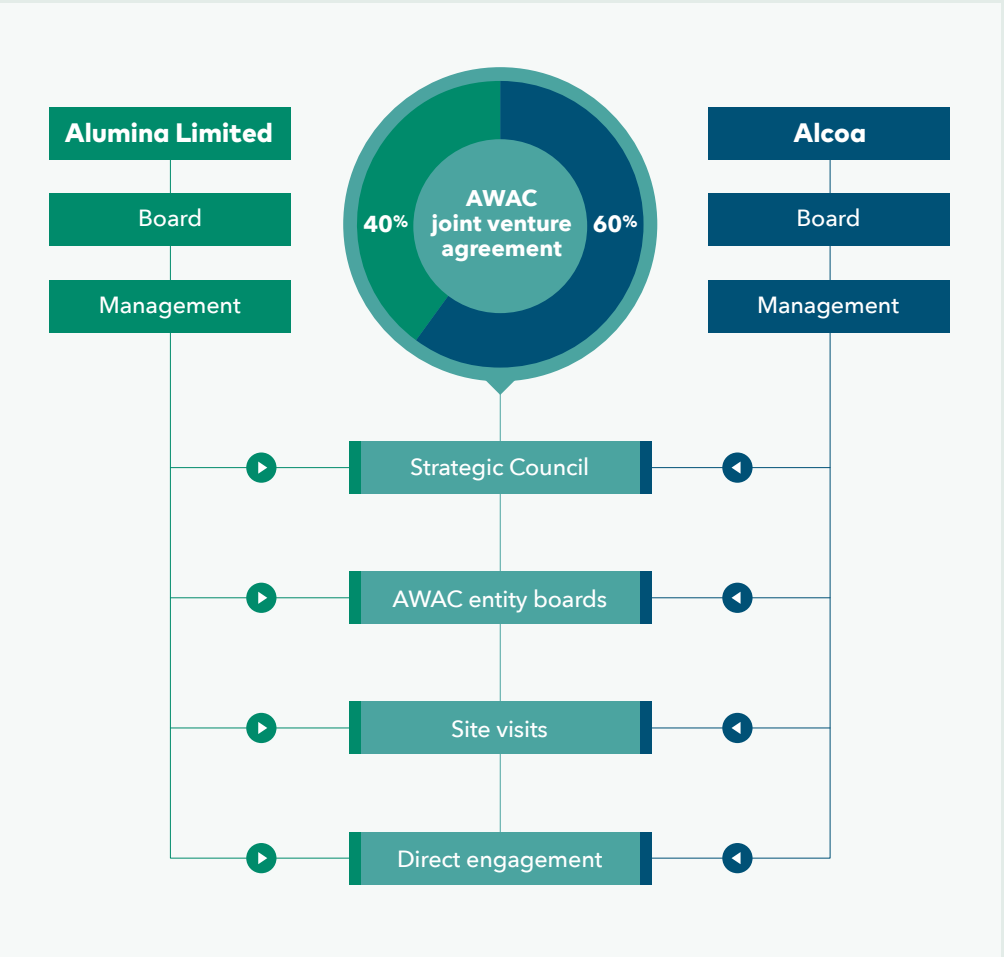 Alumina Limited
Board
Management
AWAC
joint venture
agreement
40%
60%
Alcoa
Board
Management
Strategic Council
AWAC entity boards
Site visits
Direct engagement